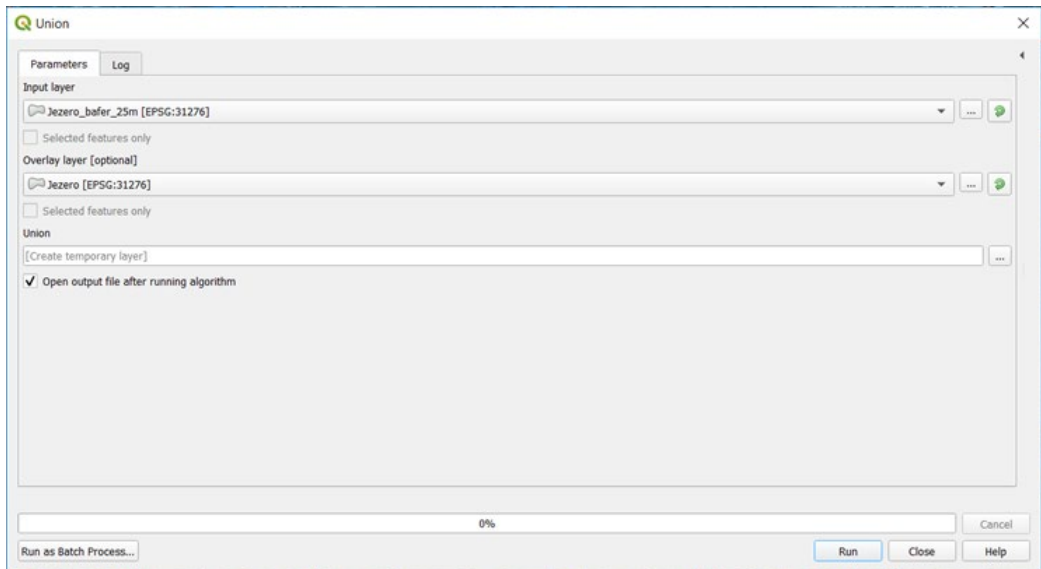 Union
Parameters Log
Input layer
Jezero_bafer_25m [EPSG:31276]
...
Selected features only
Overlay layer [optional]
Jezero [EPSG:31276]
...
Selected features only
Union
[Create temporary layer]
...
Open output file after running algorithm
0%
Cancel
Run as Batch Process...
Run Close Help